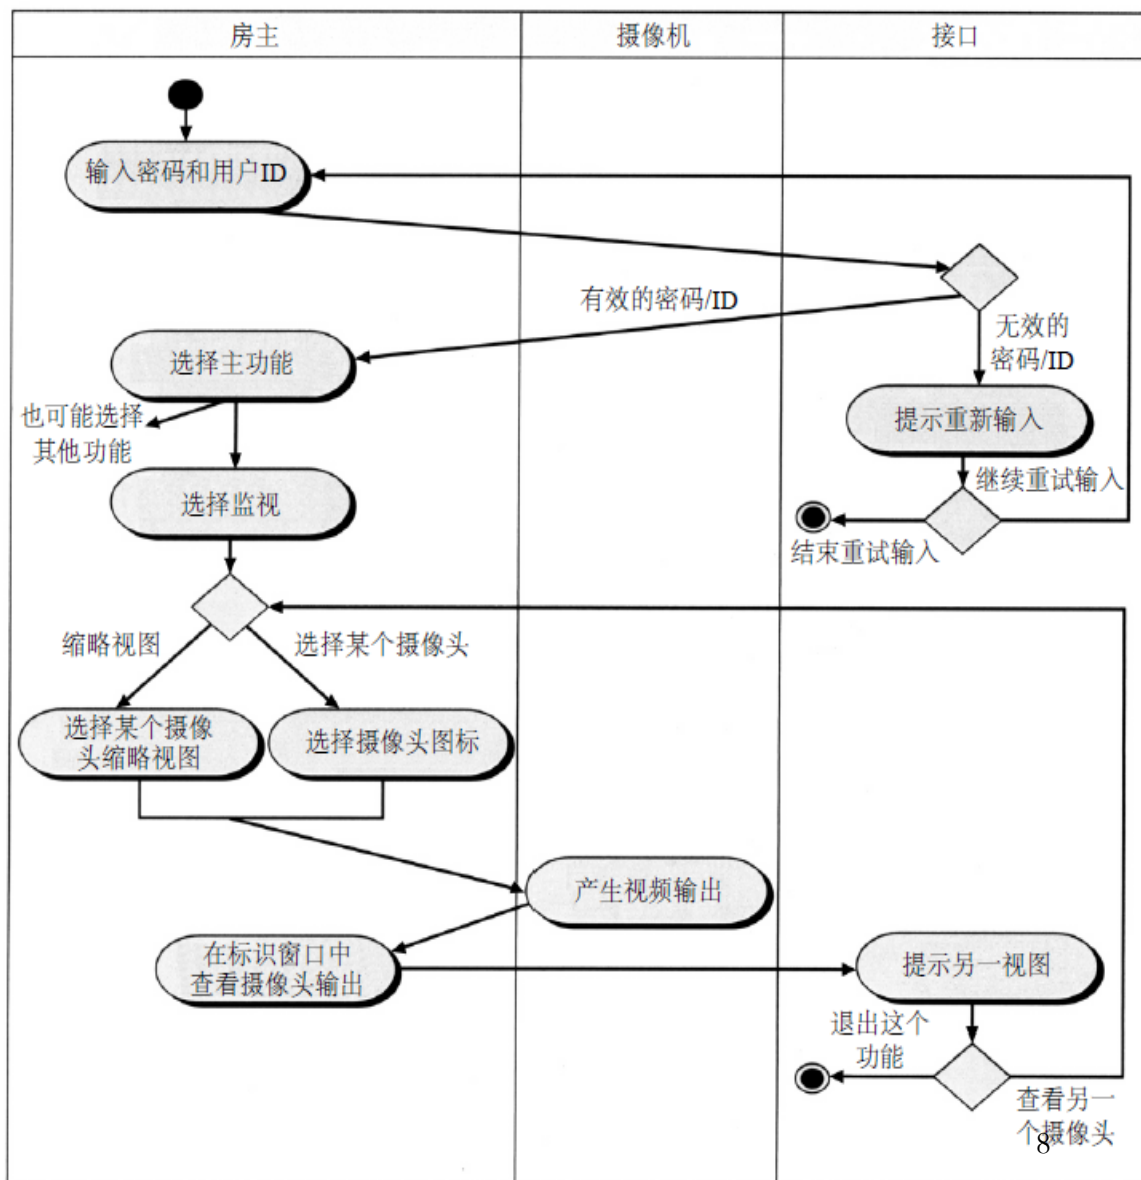 房主
摄像机
接口
输入密码和用户ID
有效的密码/ID
无效的
密码/ID
选择主功能
也可能选择
其他功能
提示重新输入
继续重试输入
结束重试输入
选择监视
缩略视图
选择某个摄像头
选择某个摄像
头缩略视图
选择摄像头图标
产生视频输出
在标识窗口中
查看摄像头输出
提示另一视图
退出这个
功能
查看另一
个摄像头
8